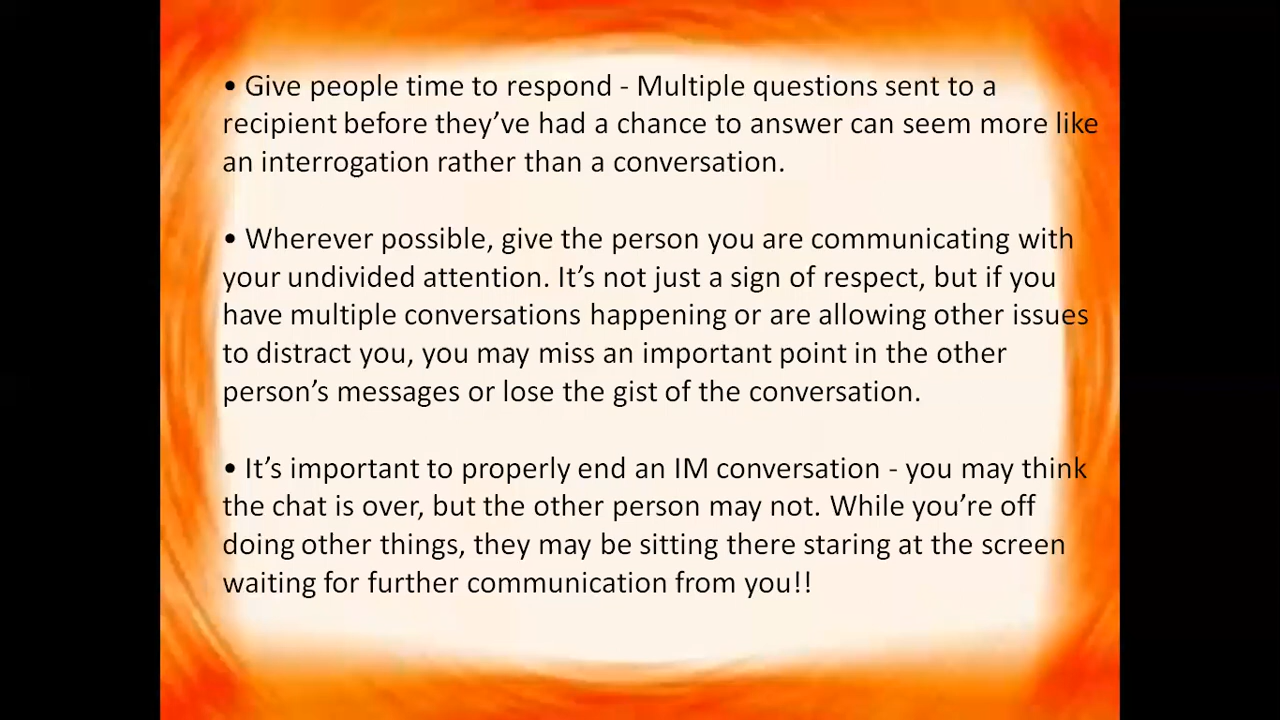 • Give people time to respond - Multiple questions sent to a
recipient before they’ve had a chance to answer can seem more like
an interrogation rather than a conversation.
• Wherever possible, give the person you are communicating with
your undivided attention. It’s not just a sign of respect, but if you
have multiple conversations happening or are allowing other issues
to distract you, you may miss an important point in the other
person’s messages or lose the gist of the conversation.
• It’s important to properly end an IM conversation - you may think
the chat is over, but the other person may not. While you’re off
doing other things, they may be sitting there staring at the screen
waiting for further communication from you!!